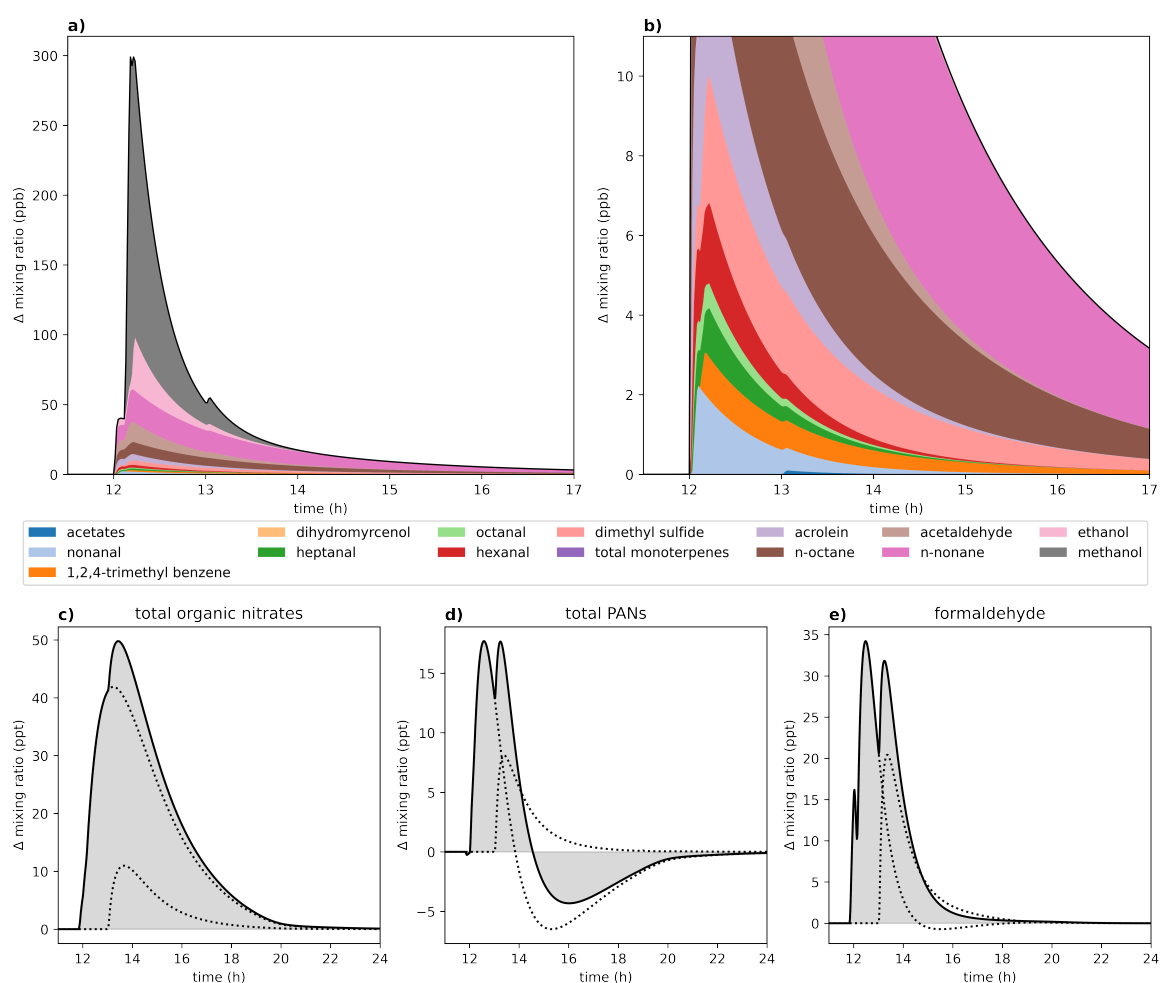 a)
b)
300
250
200
150
100
50
0
Δ mixing ratio (ppb)
12 13 14 15 16 17
time (h)
10
8
6
4
2
0
Δ mixing ratio (ppb)
12 13 14 15 16 17
time (h)
acetates dihydromyrcenol octanal dimethyl sulfide acrolein acetaldehyde ethanol
nonanal heptanal hexanal total monoterpenes n-octane n-nonane methanol
1,2,4-trimethyl benzene
c) total organic nitrates
50
40
30
20
10
0
Δ mixing ratio (ppt)
12 14 16 18 20 22 24
time (h)
d) total PANs
15
10
5
0
−5
Δ mixing ratio (ppt)
12 14 16 18 20 22 24
time (h)
e) formaldehyde
35
30
25
20
15
10
5
0
Δ mixing ratio (ppt)
12 14 16 18 20 22 24
time (h)